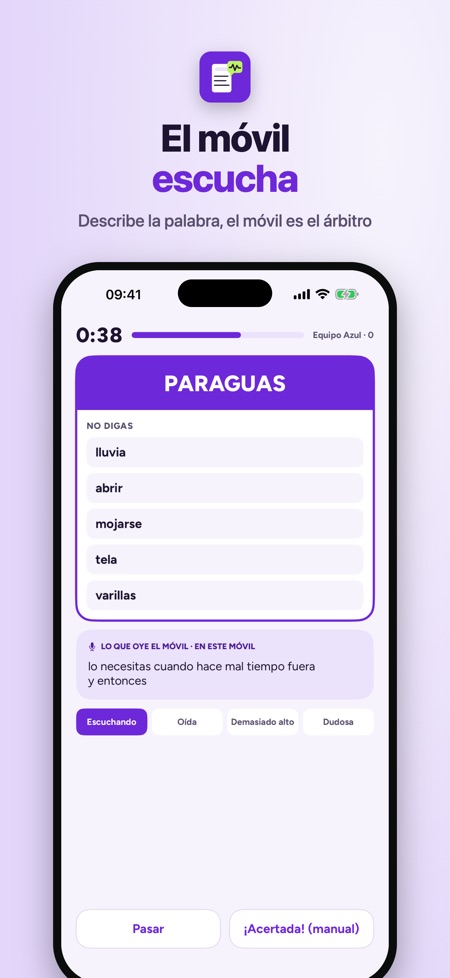 El móvil
escucha
Describe la palabra, el móvil es el árbitro
09:41
0:38
Equipo Azul · 0
PARAGUAS
NO DIGAS
lluvia
abrir
mojarse
tela
varillas
LO QUE OYE EL MÓVIL · EN ESTE MÓVIL
lo necesitas cuando hace mal tiempo fuera
y entonces
Escuchando
Oída
Demasiado alto
Dudosa
Pasar
¡Acertada! (manual)